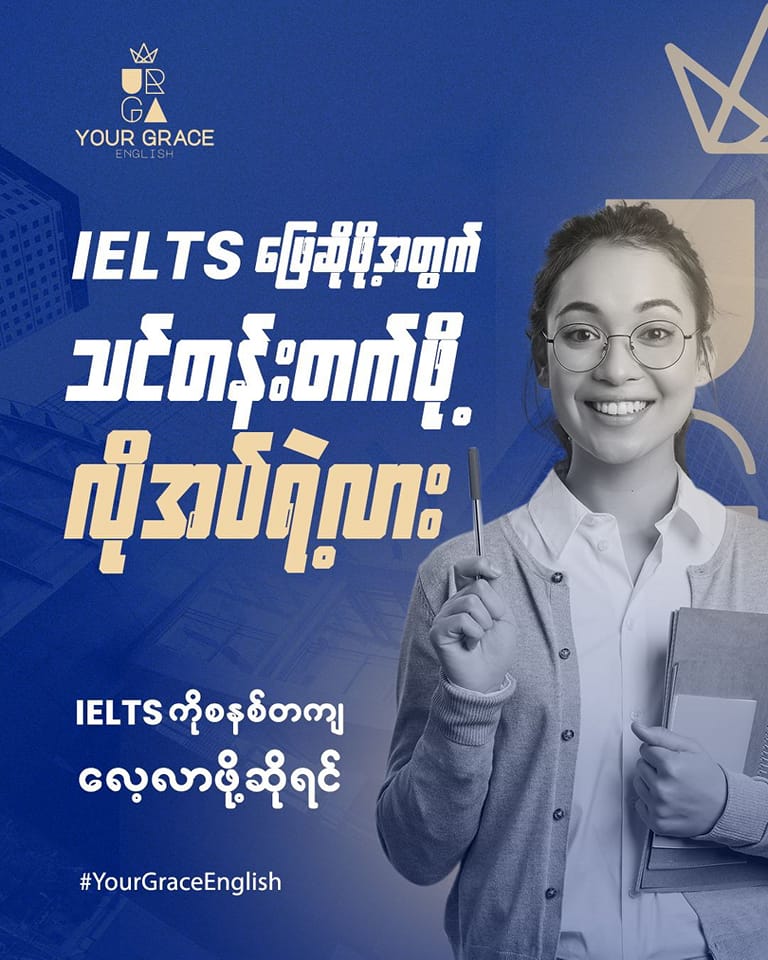 URGA
YOUR GRACE
ENGLISH
IELTS ဖြေဆိုဖို့အတွက်
သင်တန်းတက်ဖို့
လိုအပ်ရဲ့လား
IELTS ကိုစနစ်တကျ
လေ့လာဖို့ဆိုရင်
#YourGraceEnglish